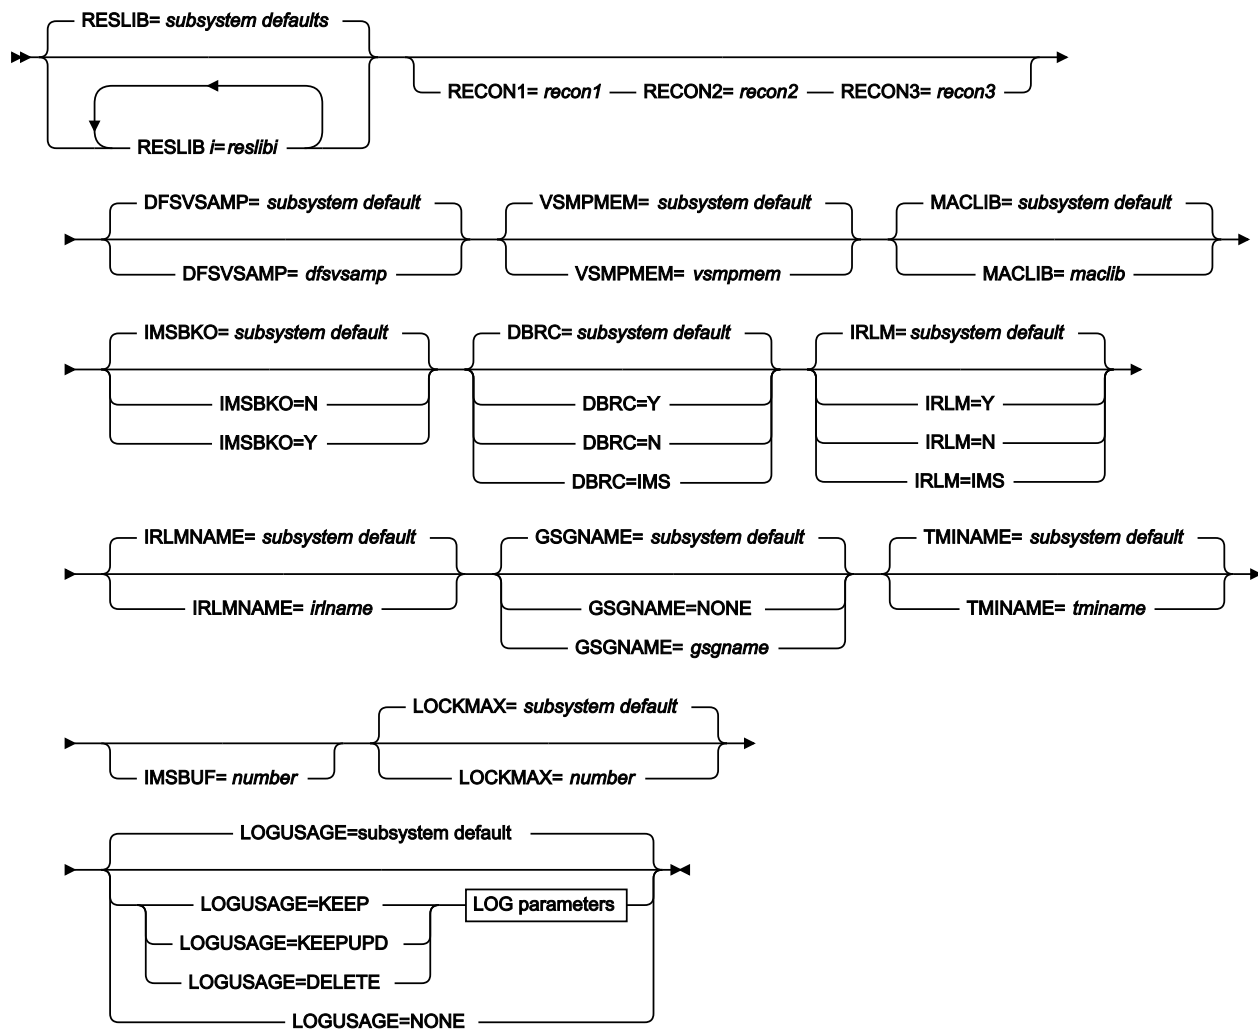 RESLIB= subsystem defaults
RECON1= recon1 RECON2= recon2 RECON3= recon3
RESLIB i=reslibi
DFSVSAMP= subsystem default VSMPMEM= subsystem default MACLIB= subsystem default
DFSVSAMP= dfsvsamp VSMPMEM= vsmpmem MACLIB= maclib
IMSBKO= subsystem default DBRC= subsystem default IRLM= subsystem default
IMSBKO=N DBRC=Y IRLM=Y
IMSBKO=Y DBRC=N IRLM=N
DBRC=IMS IRLM=IMS
IRLMNAME= subsystem default GSGNAME= subsystem default TMINAME= subsystem default
IRLMNAME= irlname GSGNAME=NONE TMINAME= tminame
GSGNAME= gsgname
LOCKMAX= subsystem default
IMSBUF= number LOCKMAX= number
LOGUSAGE=subsystem default
LOGUSAGE=KEEP LOG parameters
LOGUSAGE=KEEPUPD
LOGUSAGE=DELETE
LOGUSAGE=NONE